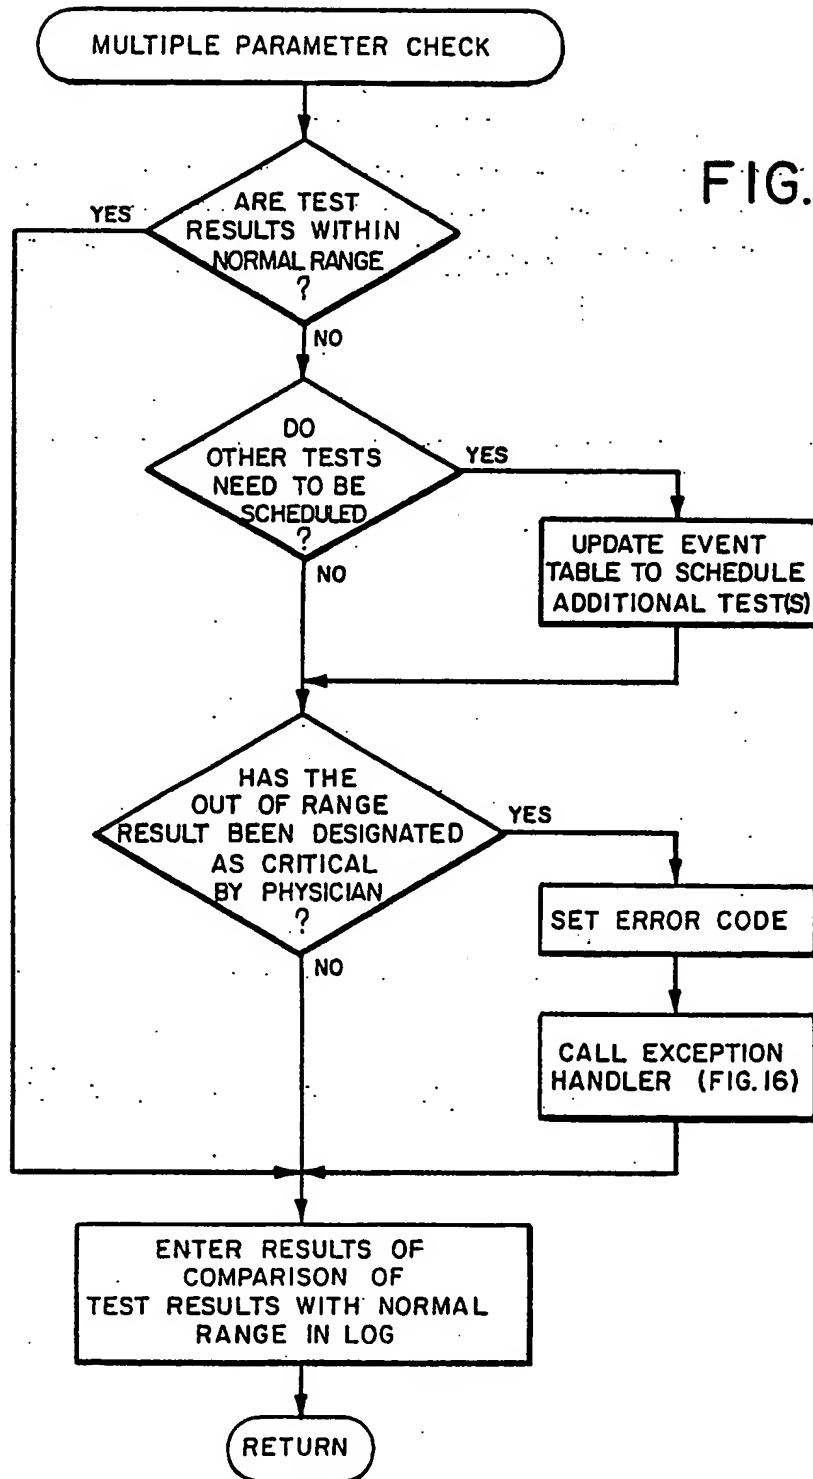 MULTIPLE PARAMETER CHECK
FIG.
ARE TEST
RESULTS WITHIN
NORMAL RANGE
?
YES
NO
DO
OTHER TESTS
NEED TO BE
SCHEDULED
?
YES
NO
UPDATE EVENT
TABLE TO SCHEDULE
ADDITIONAL TEST(S)
HAS THE
OUT OF RANGE
RESULT BEEN DESIGNATED
AS CRITICAL
BY PHYSICIAN
?
YES
NO
SET ERROR CODE
CALL EXCEPTION
HANDLER (FIG.16)
ENTER RESULTS OF
COMPARISON OF
TEST RESULTS WITH NORMAL
RANGE IN LOG
RETURN